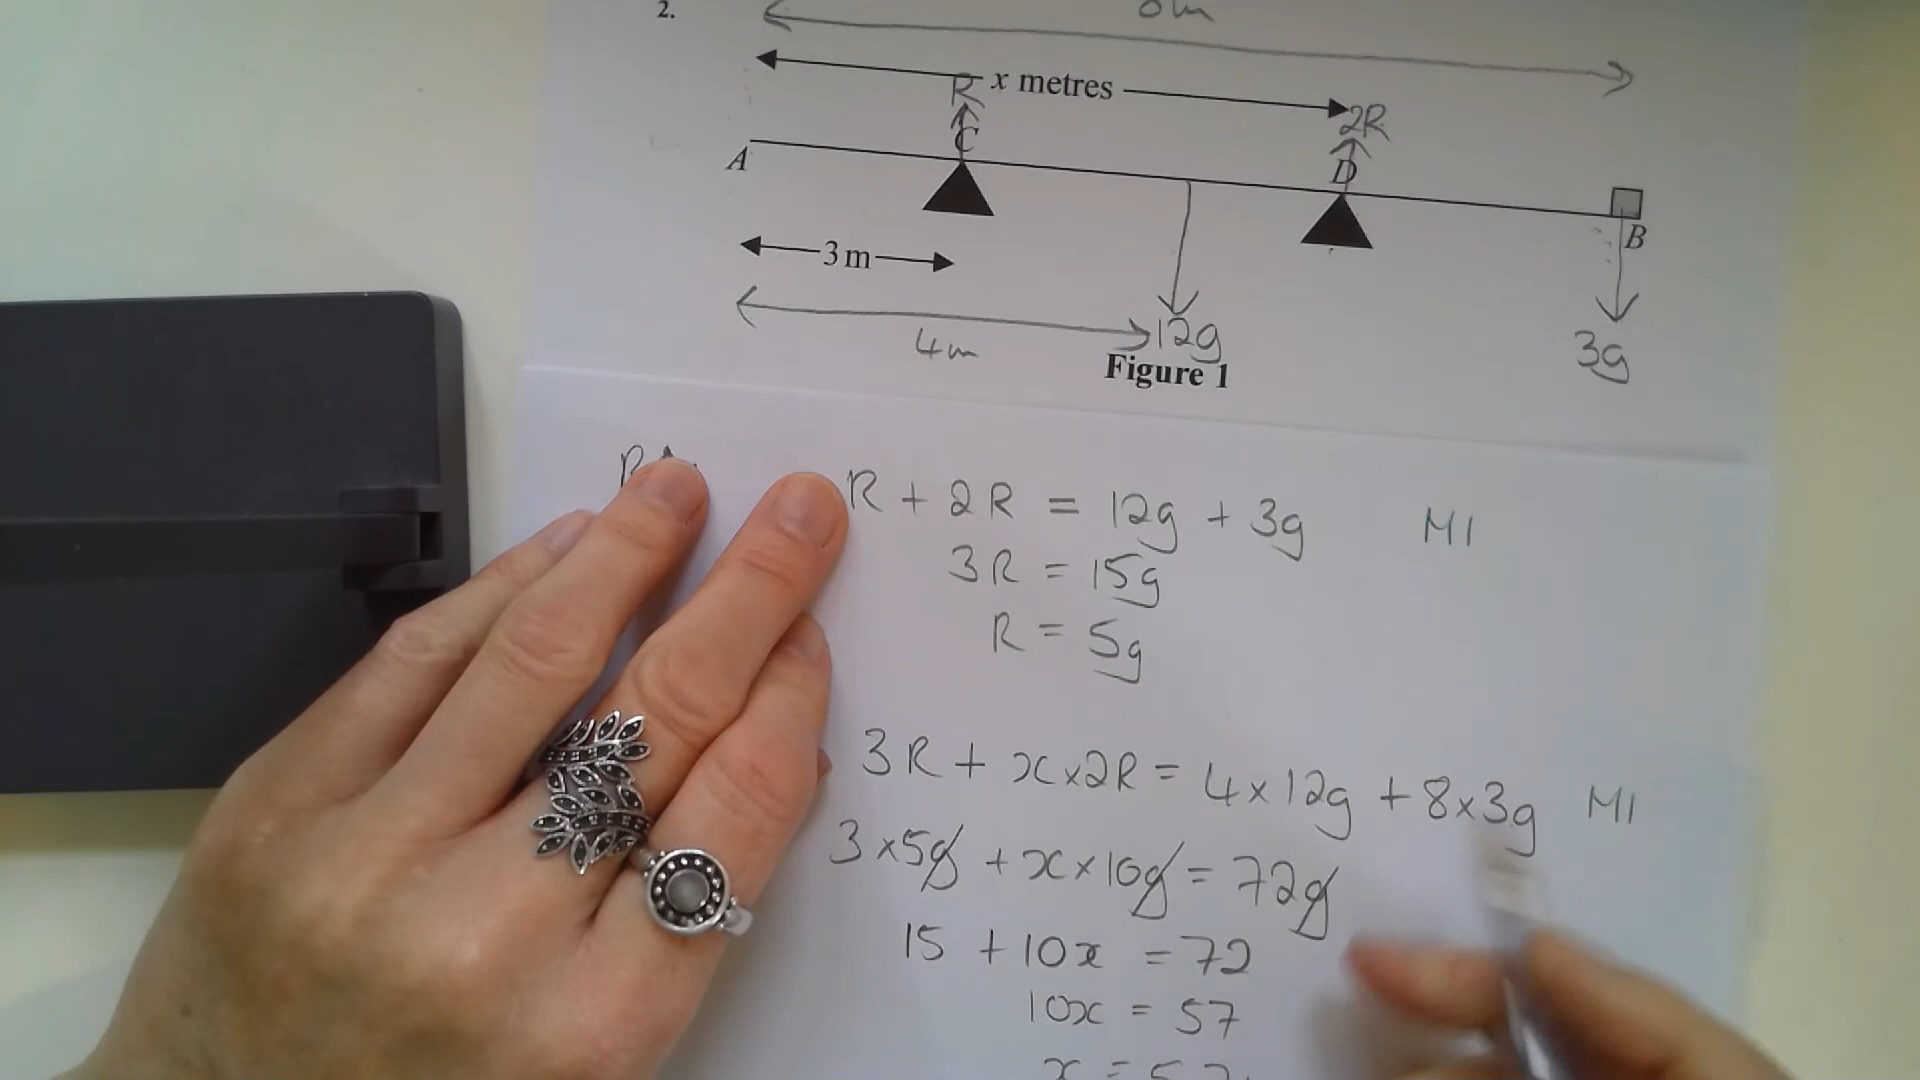 2.
x metres
R
2R
C
D
A
B
3 m
4m
12g
3g
Figure 1
R + 2R = 12g + 3g M1
3R = 15g
R = 5g
3R + x×2R = 4×12g + 8×3g M1
3×5g + x×10g = 72g
15 + 10x = 72
10x = 57